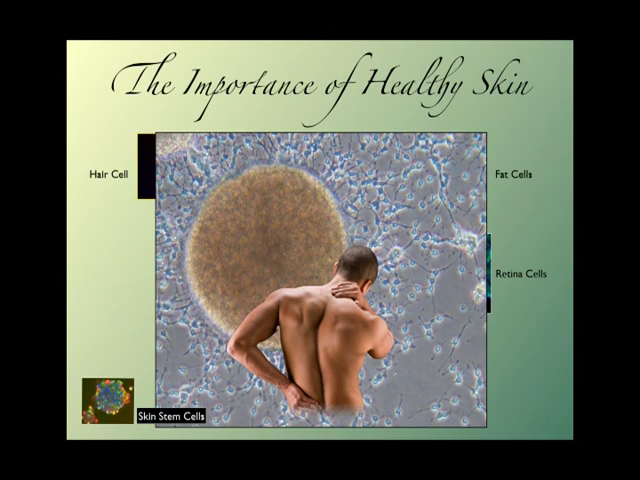 The Importance of Healthy Skin
Hair Cell
Fat Cells
Retina Cells
Skin Stem Cells